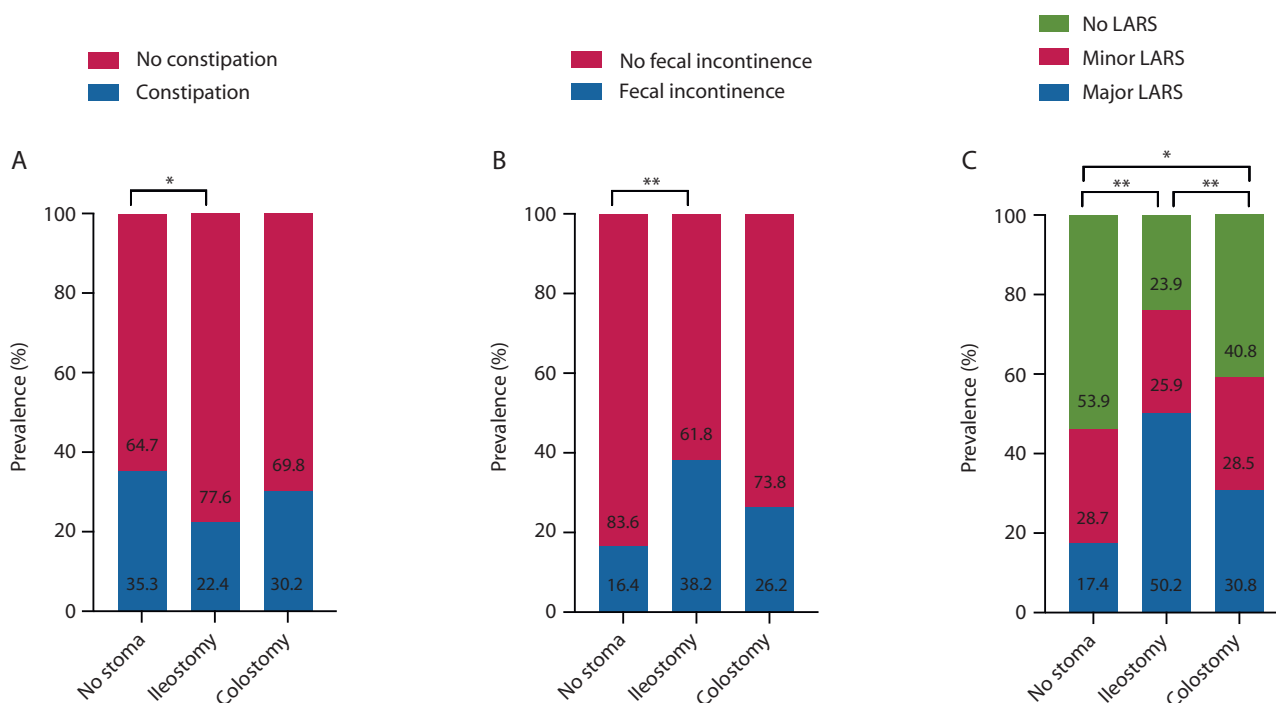 No constipation
Constipation
A
*
100
80
60
40
20
0
Prevalence (%)
64.7
77.6
69.8
35.3
22.4
30.2
No stoma
Ileostomy
Colostomy
No fecal incontinence
Fecal incontinence
B
**
100
80
60
40
20
0
Prevalence (%)
83.6
61.8
73.8
16.4
38.2
26.2
No stoma
Ileostomy
Colostomy
No LARS
Minor LARS
Major LARS
C
*
**
**
100
80
60
40
20
0
Prevalence (%)
53.9
23.9
40.8
28.7
25.9
28.5
17.4
50.2
30.8
No stoma
Ileostomy
Colostomy